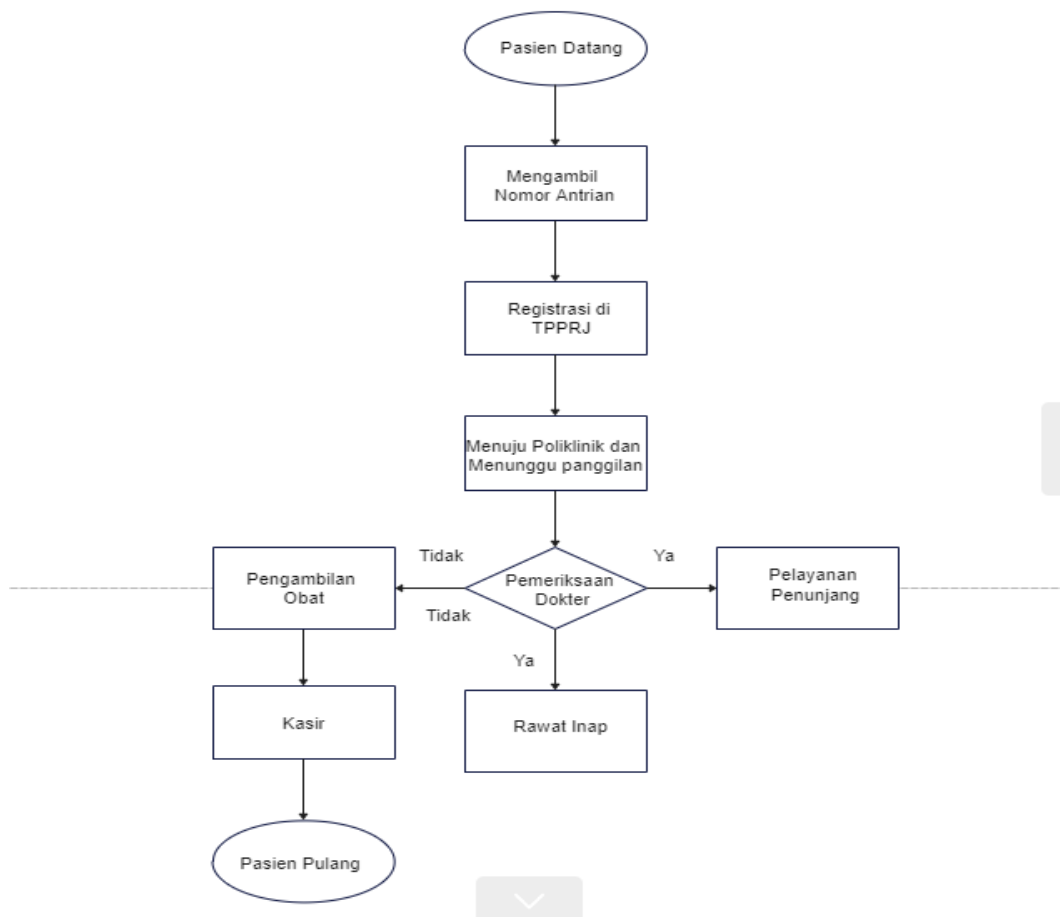 Pasien Datang
Mengambil
Nomor Antrian
Registrasi di
TPPRJ
Menuju Poliklinik dan
Menunggu panggilan
Tidak
Ya
Pengambilan
Obat
Pemeriksaan
Dokter
Pelayanan
Penunjang
Tidak
Ya
Kasir
Rawat Inap
Pasien Pulang